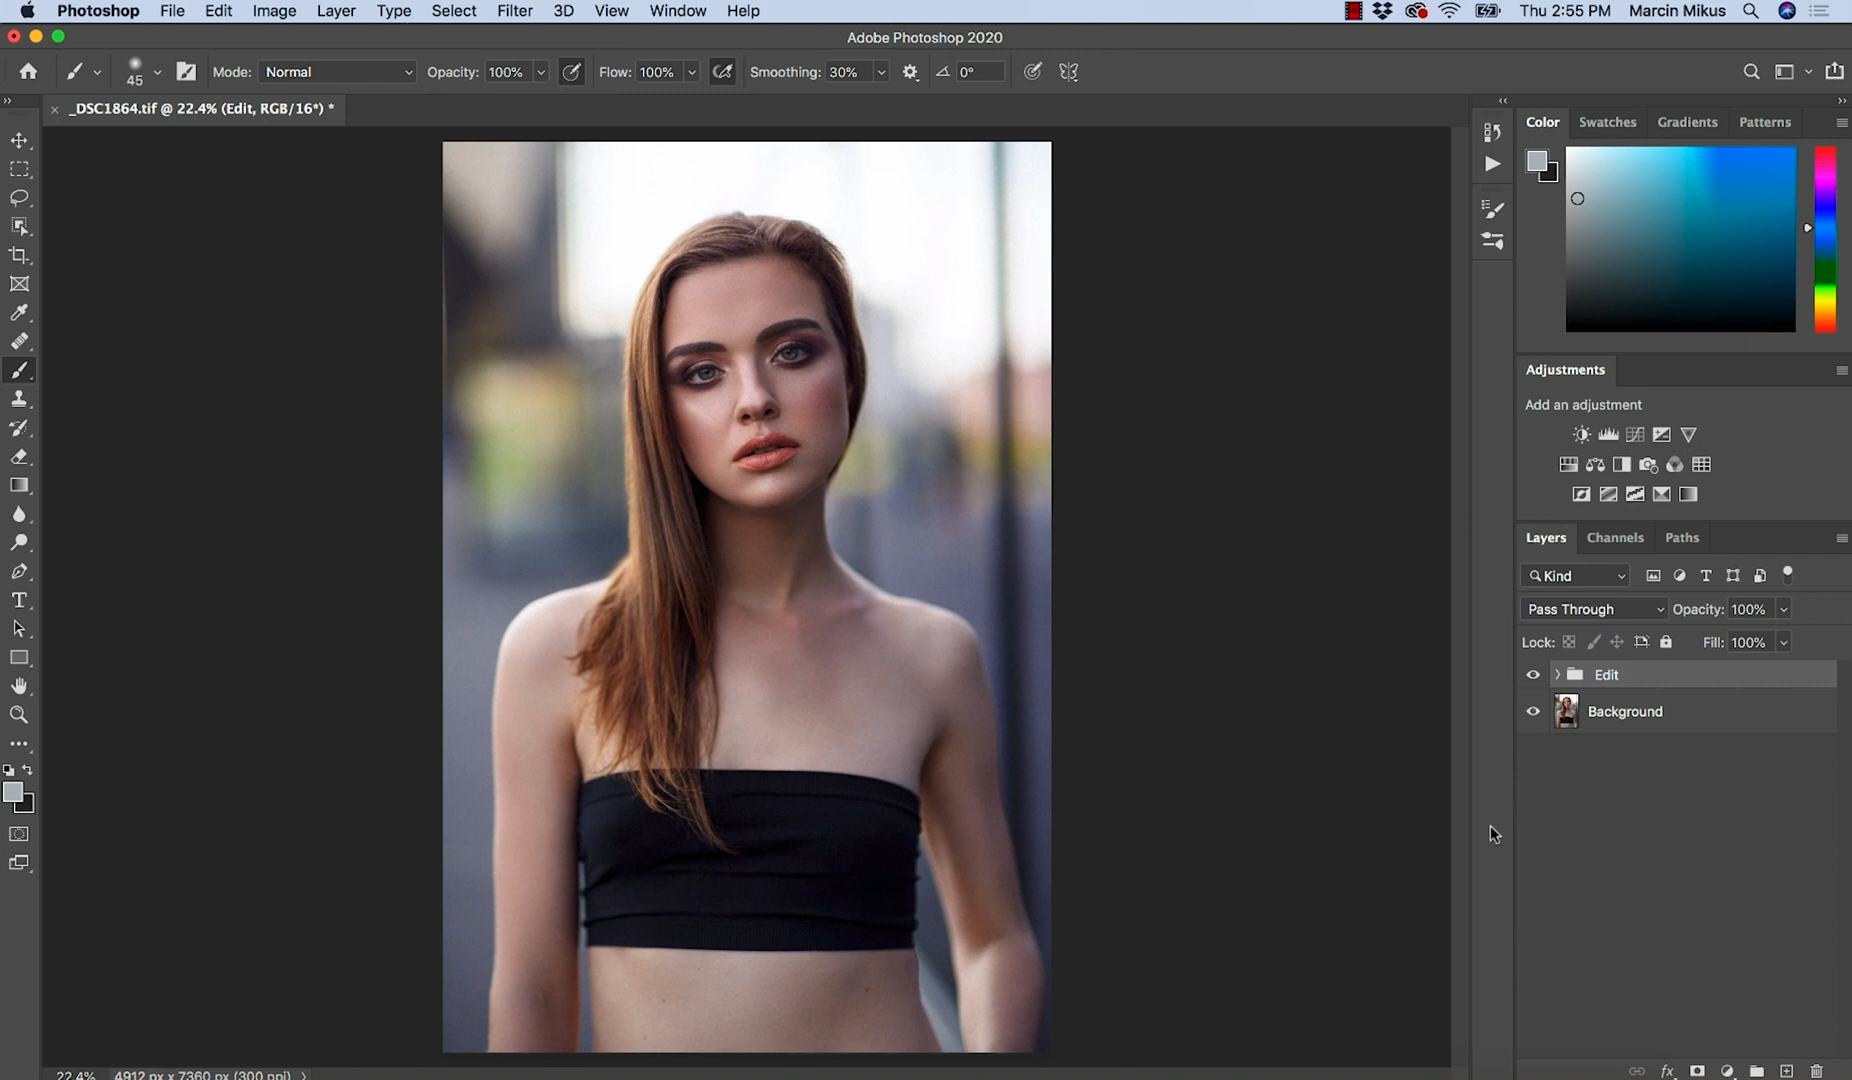 Photoshop File Edit Image Layer Type Select Filter 3D View Window Help Thu 2:55 PM Marcin Mikus
Adobe Photoshop 2020
45 Mode: Normal Opacity: 100% Flow: 100% Smoothing: 30% 0°
_DSC1864.tif @ 22.4% (Edit, RGB/16*) *
Color Swatches Gradients Patterns
Adjustments
Add an adjustment
Layers Channels Paths
Kind
Pass Through Opacity: 100%
Lock: Fill: 100%
Edit
Background
fx
22.4% 4912 px x 7360 px (300 ppi)